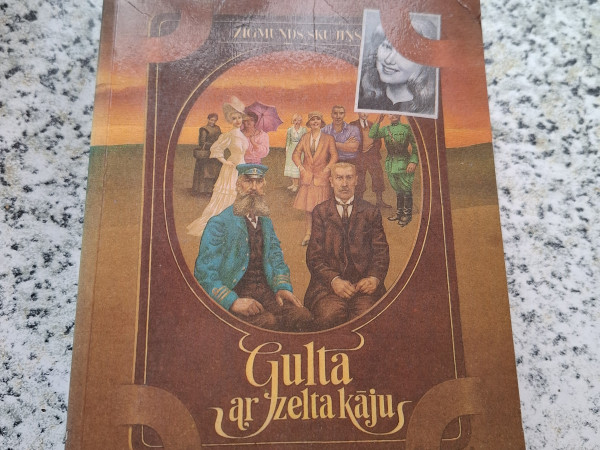 ZIGMUNDS SKUJIŅŠ
Gulta
ar zelta kāju